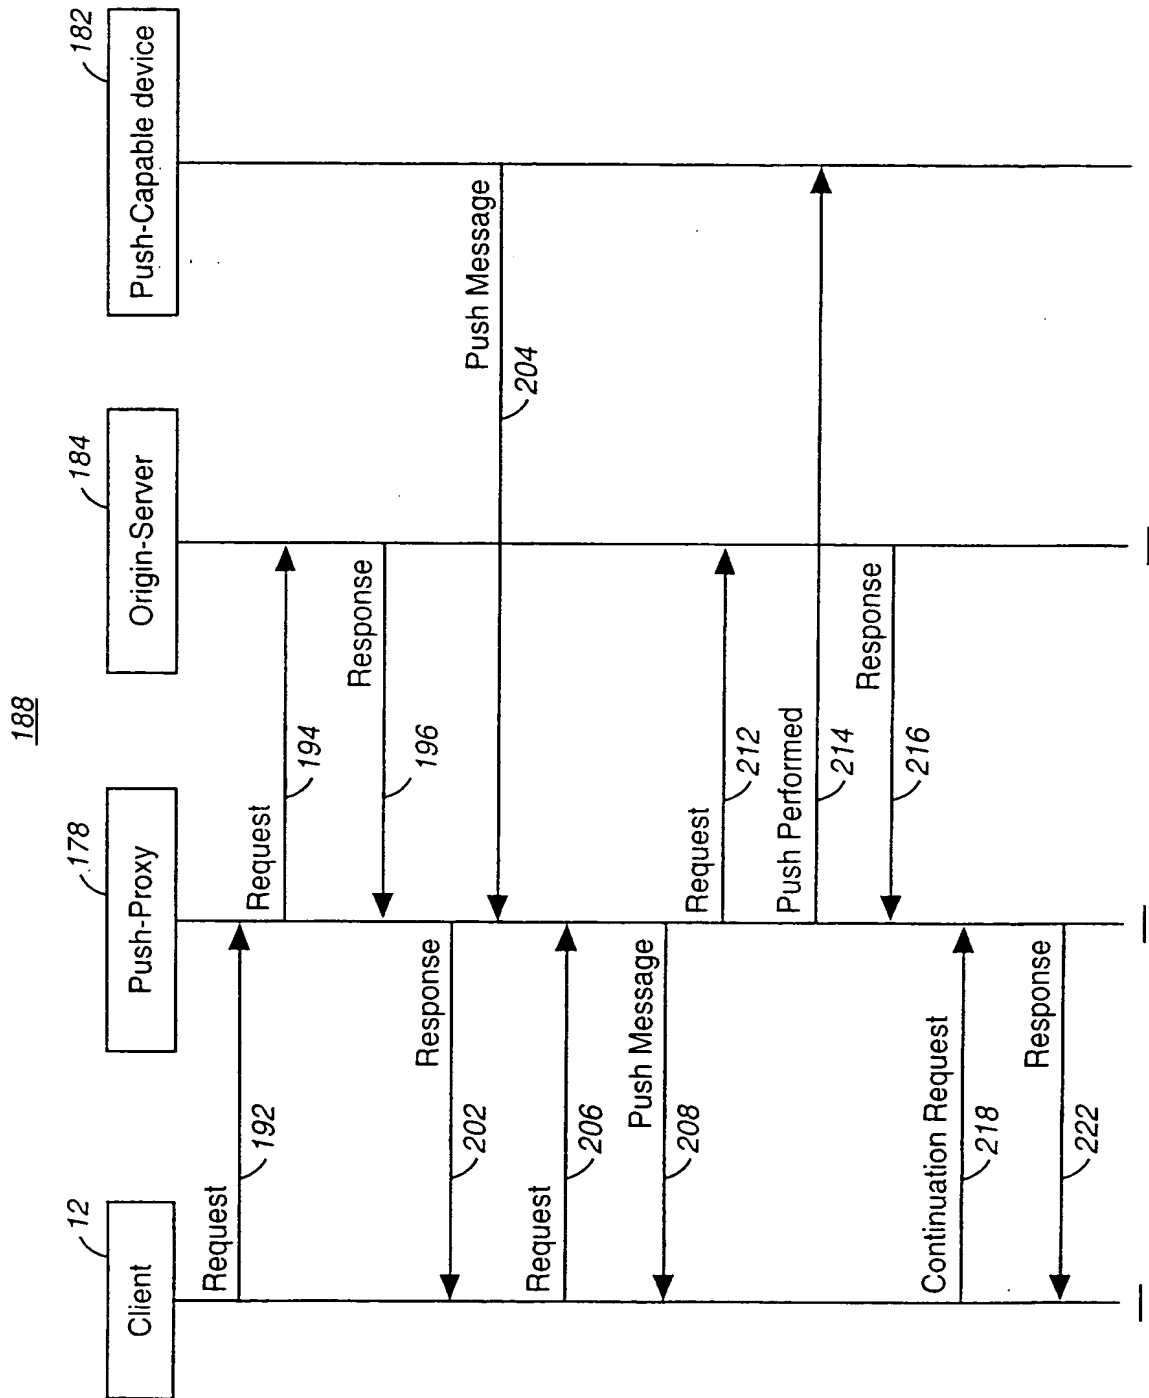 188
12
178
184
182
Client
Push-Proxy
Origin-Server
Push-Capable device
Request
192
Request
194
Response
196
Response
202
Push Message
204
Request
206
Push Message
208
Request
212
Push Performed
214
Response
216
Continuation Request
218
Response
222